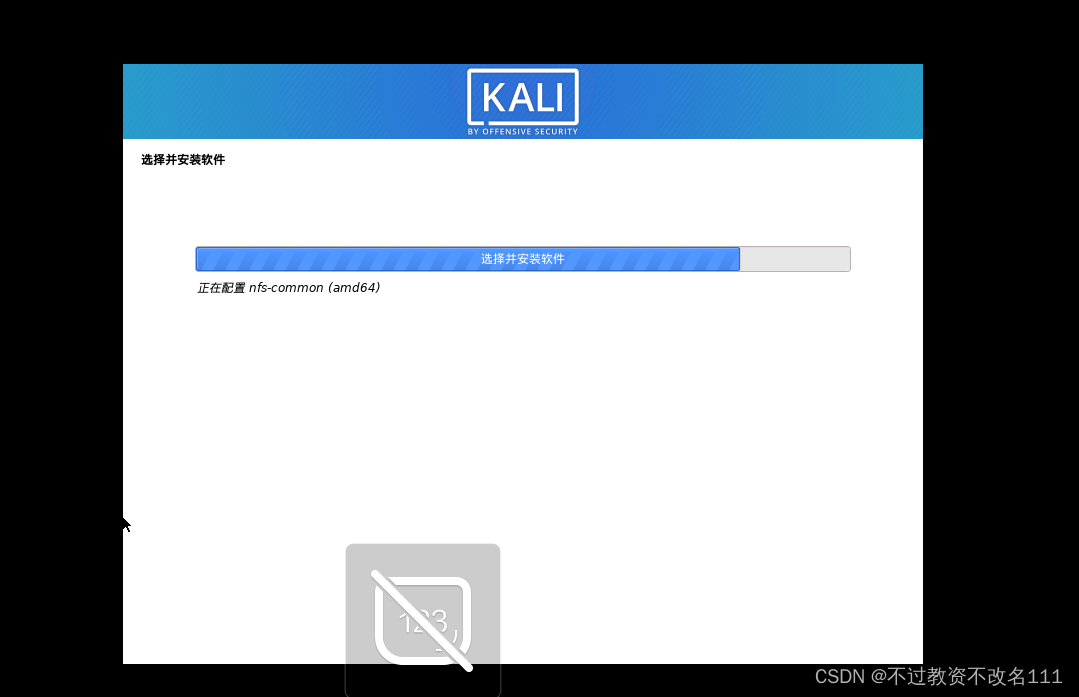 KALI
BY OFFENSIVE SECURITY
选择并安装软件
选择并安装软件
正在配置 nfs-common (amd64)
123
CSDN @不过教资不改名111